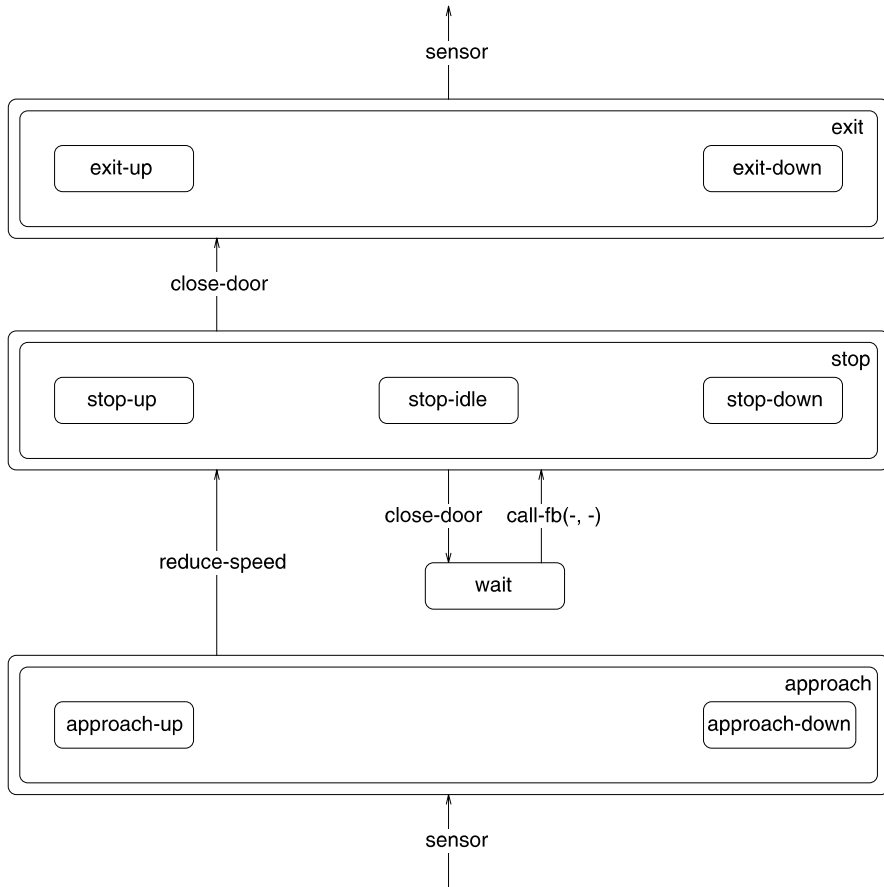 sensor
exit
exit-up
exit-down
close-door
stop
stop-up
stop-idle
stop-down
close-door
call-fb(-, -)
reduce-speed
wait
approach
approach-up
approach-down
sensor